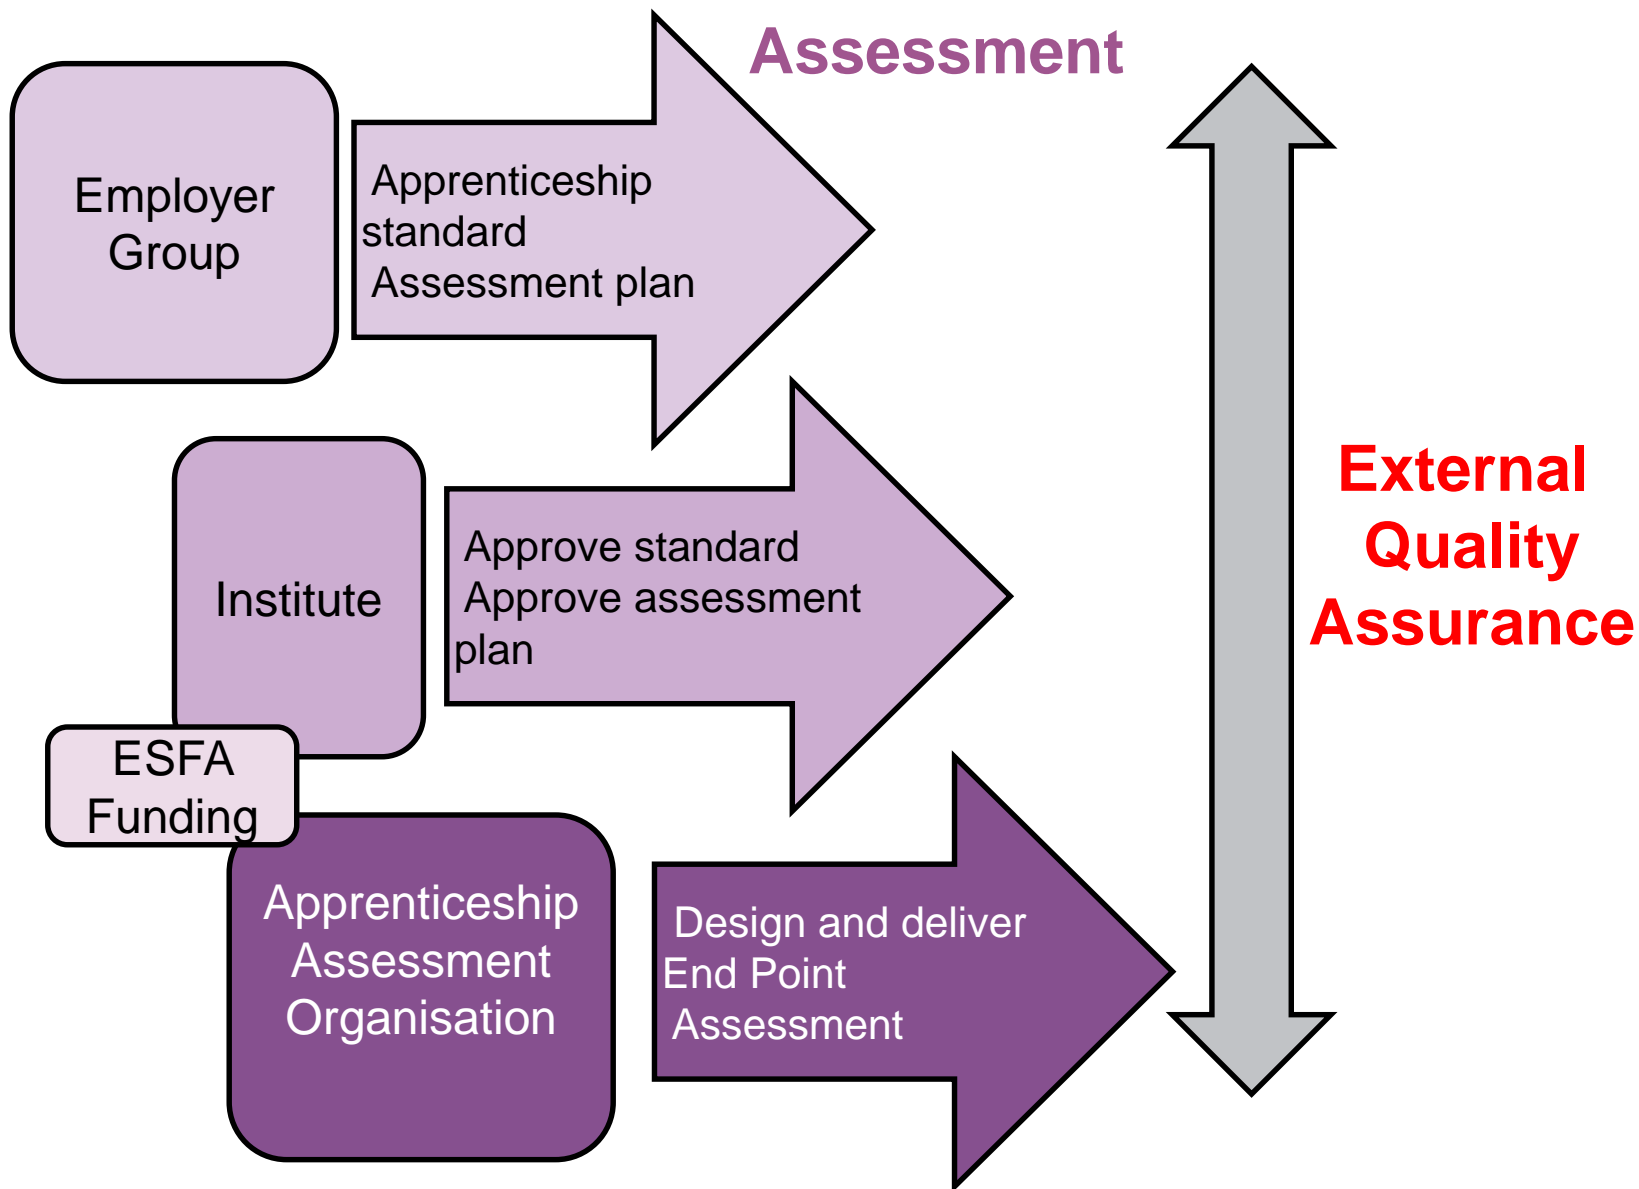 Assessment
Employer
Group
Apprenticeship
standard
Assessment plan
Institute
Approve standard
Approve assessment
plan
ESFA
Funding
Apprenticeship
Assessment
Organisation
Design and deliver
End Point
Assessment
External
Quality
Assurance